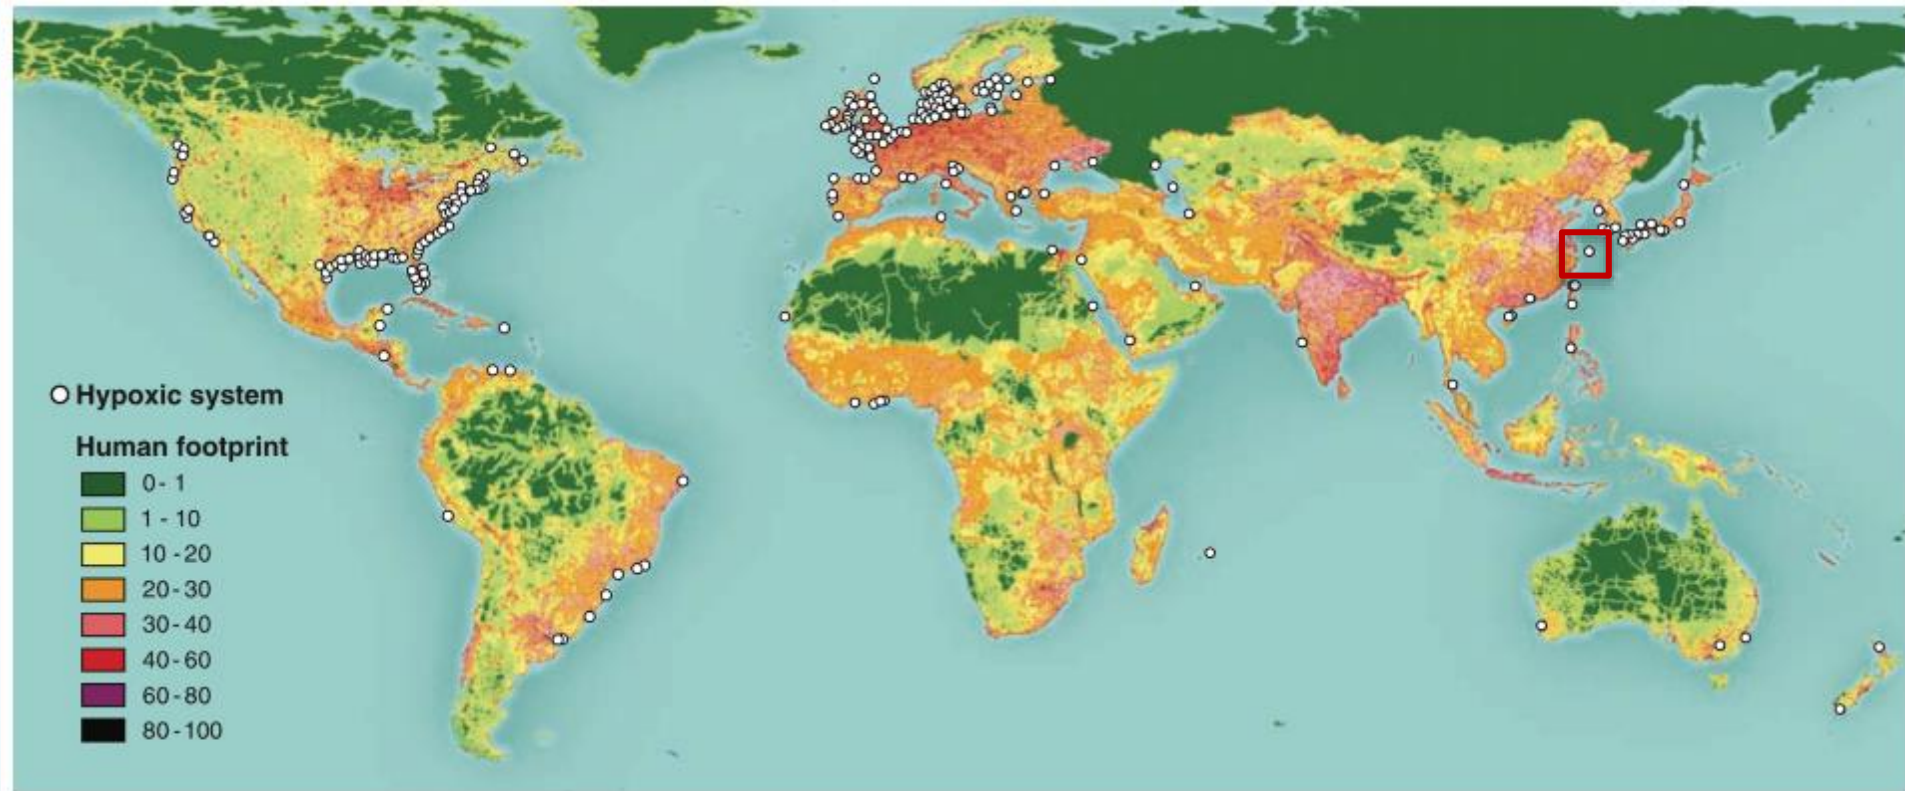 Hypoxic system
Human footprint
0 - 1
1 - 10
10 - 20
20 - 30
30 - 40
40 - 60
60 - 80
80 - 100